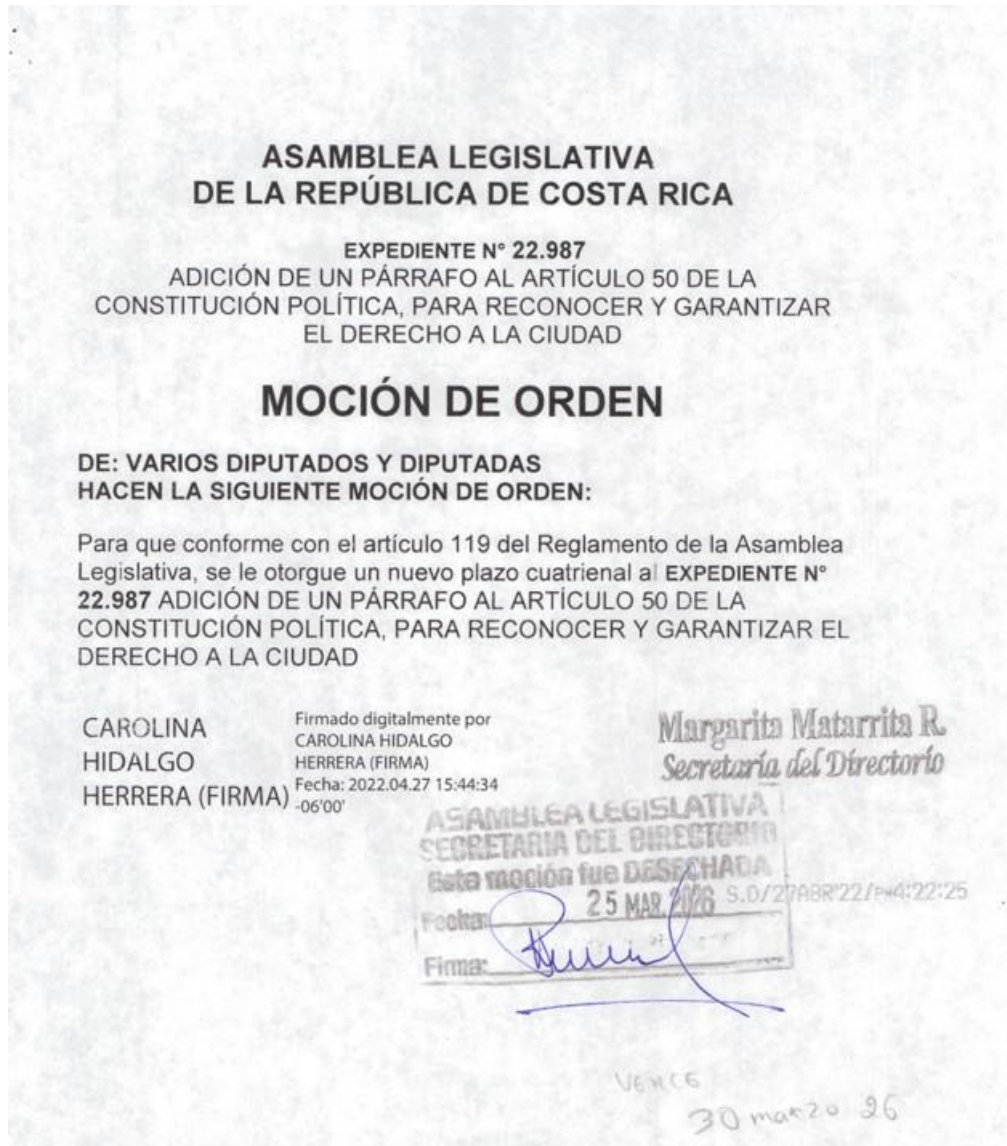 ASAMBLEA LEGISLATIVA
DE LA REPÚBLICA DE COSTA RICA
EXPEDIENTE N° 22.987
ADICIÓN DE UN PÁRRAFO AL ARTÍCULO 50 DE LA
CONSTITUCIÓN POLÍTICA, PARA RECONOCER Y GARANTIZAR
EL DERECHO A LA CIUDAD
MOCIÓN DE ORDEN
DE: VARIOS DIPUTADOS Y DIPUTADAS
HACEN LA SIGUIENTE MOCIÓN DE ORDEN:
Para que conforme con el artículo 119 del Reglamento de la Asamblea
Legislativa, se le otorgue un nuevo plazo cuatrienal al EXPEDIENTE N°
22.987 ADICIÓN DE UN PÁRRAFO AL ARTÍCULO 50 DE LA
CONSTITUCIÓN POLÍTICA, PARA RECONOCER Y GARANTIZAR EL
DERECHO A LA CIUDAD
CAROLINA
HIDALGO
HERRERA (FIRMA)
Firmado digitalmente por
CAROLINA HIDALGO
HERRERA (FIRMA)
Fecha: 2022.04.27 15:44:34
-06'00'
Margarita Matarrita R.
Secretaría del Directorio
ASAMBLEA LEGISLATIVA
SECRETARIA DEL DIRECTORIO
Esta moción fue DESECHADA
Fecha: 25 MAR 2026
S.D/27ABR'22/PM4:22:25
Firma:
VENCE
30 marzo 26